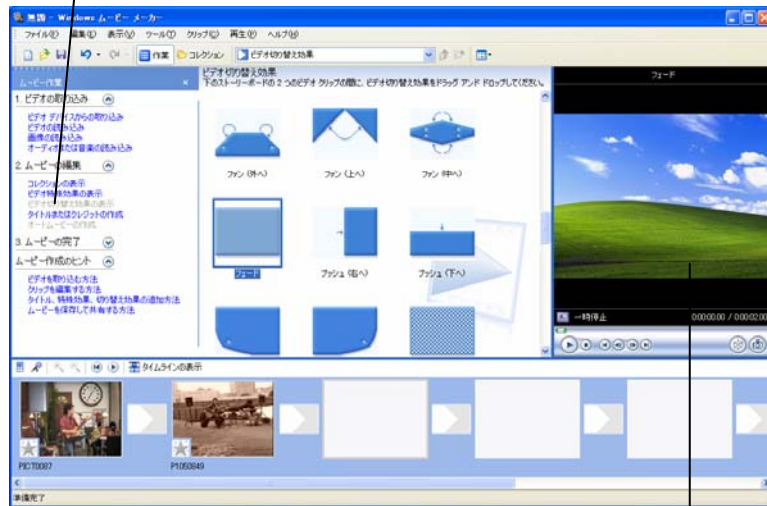 無題 - Windows ムービー メーカー
ファイル(F) 編集(E) 表示(V) ツール(T) クリップ(C) 再生(P) ヘルプ(H)
作業 コレクション ビデオ切り替え効果
ムービー作業
1. ビデオの取り込み
ビデオ デバイスからの取り込み
ビデオの読み込み
画像の読み込み
オーディオまたは音楽の読み込み
2. ムービーの編集
コレクションの表示
ビデオ特殊効果の表示
ビデオ切り替え効果の表示
タイトルまたはクレジットの作成
オートムービーの作成
3. ムービーの完了
ムービー作成のヒント
ビデオを取り込む方法
クリップを編集する方法
タイトル、特殊効果、切り替え効果の追加方法
ムービーを保存して共有する方法
ビデオ切り替え効果
下のストーリーボードの 2 つのビデオ クリップの間に、ビデオ切り替え効果をドラッグ アンド ドロップしてください。
ファン (外へ) ファン (上へ) ファン (中へ)
フェード プッシュ (右へ) プッシュ (下へ)
フェード
一時停止 0:00:00.00 / 0:00:02.00
タイムラインの表示
PICT0087 P1050849
準備完了